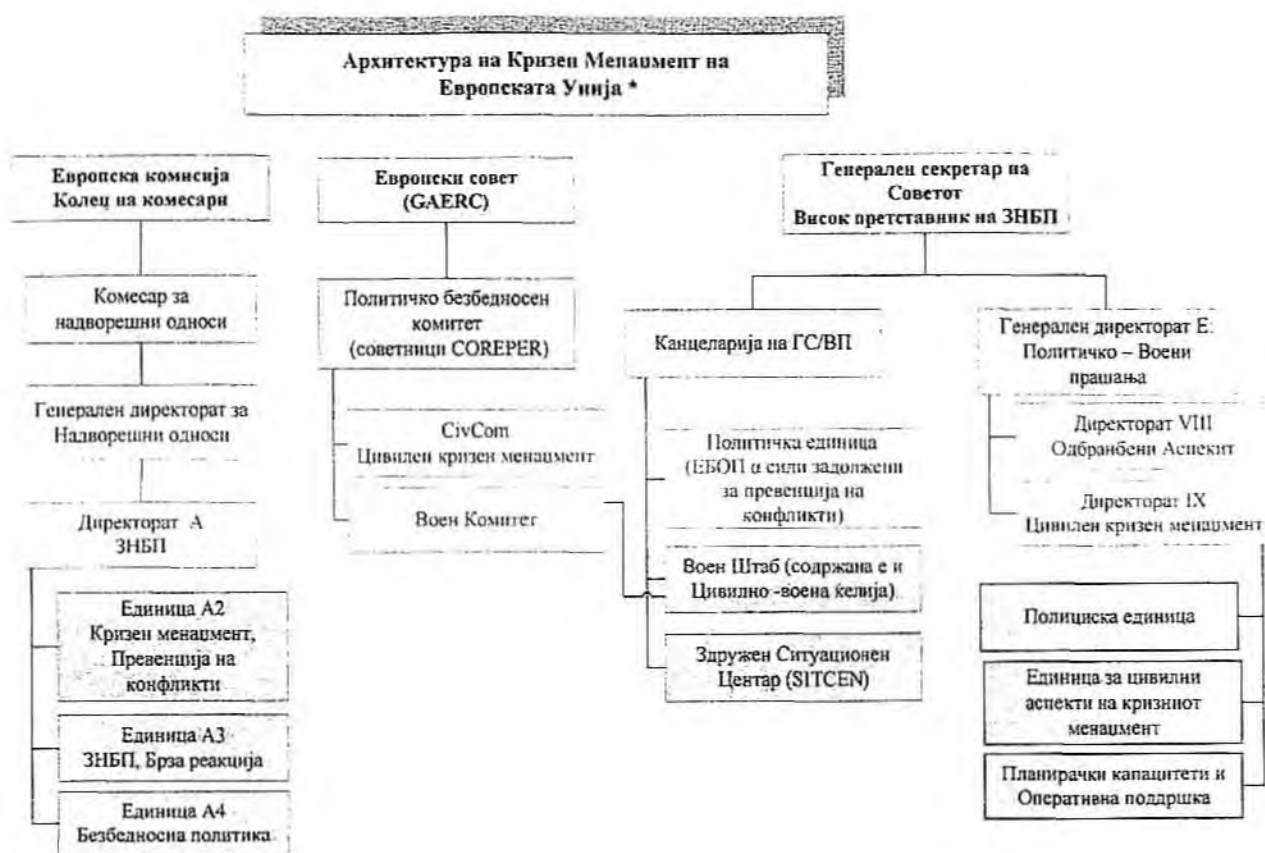 Архитектура на Кризен Менаџмент на
Европската Унија *
Европска комисија
Колеџ на комесари
Комесар за
надворешни односи
Генерален директорат за
Надворешни односи
Директорат А
ЗНБП
Единица А2
Кризен менаџмент,
Превенција на
конфликти
Единица А3
ЗНБП, Брза реакција
Единица А4
Безбедносна политика
Европски совет
(GAERC)
Политичко безбедносен
комитет
(советници COREPER)
CivCom
Цивилен кризен менаџмент
Воен Комитет
Генерален секретар на
Советот
Висок претставник на ЗНБП
Канцеларија на ГС/ВП
Политичка единица
(ЕБОП и сили задолжени
за превенција на
конфликти)
Воен Штаб (содржана е и
Цивилно -воена ќелија)
Здружен Ситуационен
Центар (SITCEN)
Генерален директорат Е:
Политичко – Воени
прашања
Директорат VIII
Одбранбени Аспекит
Директорат IX
Цивилен кризен менаџмент
Полициска единица
Единица за цивилни
аспекти на кризниот
менаџмент
Планирачки капацитети и
Оперативна поддршка